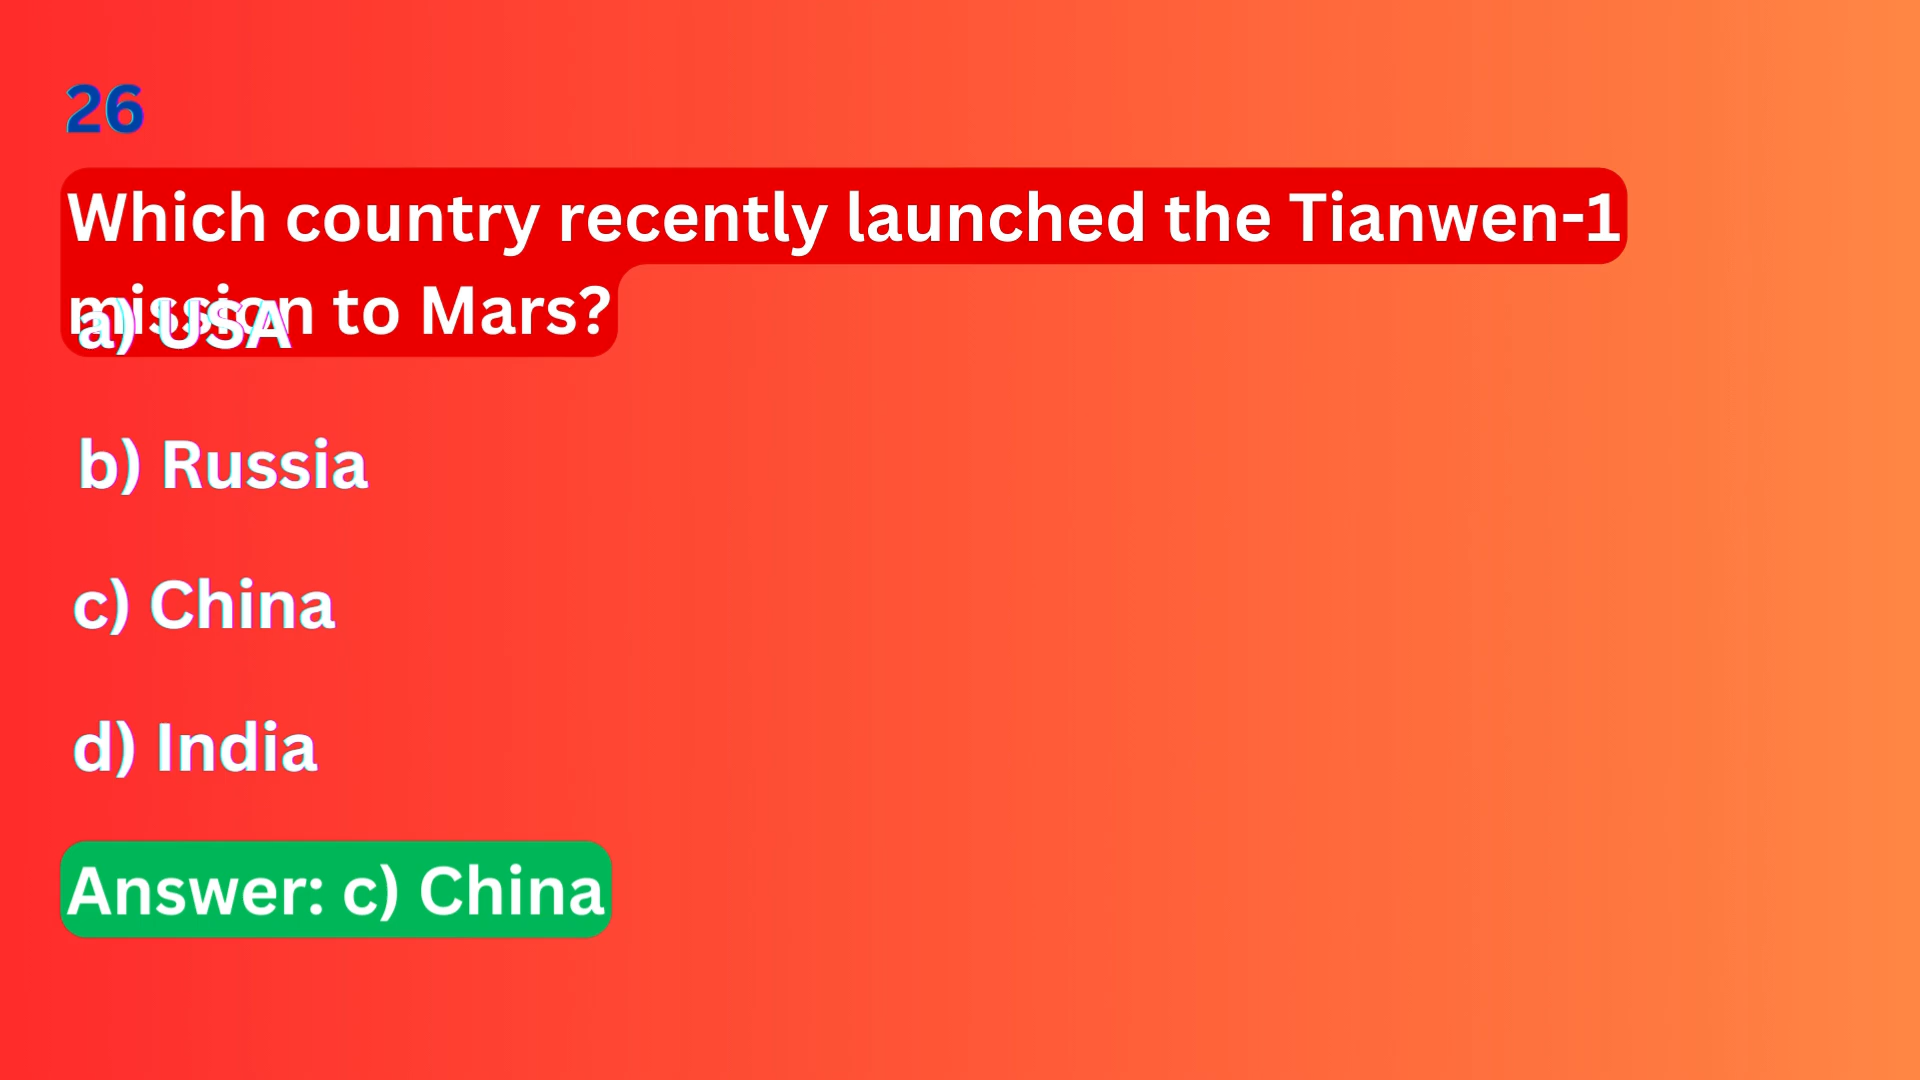 26
Which country recently launched the Tianwen-1
mission to Mars?
a) USA
b) Russia
c) China
d) India
Answer: c) China